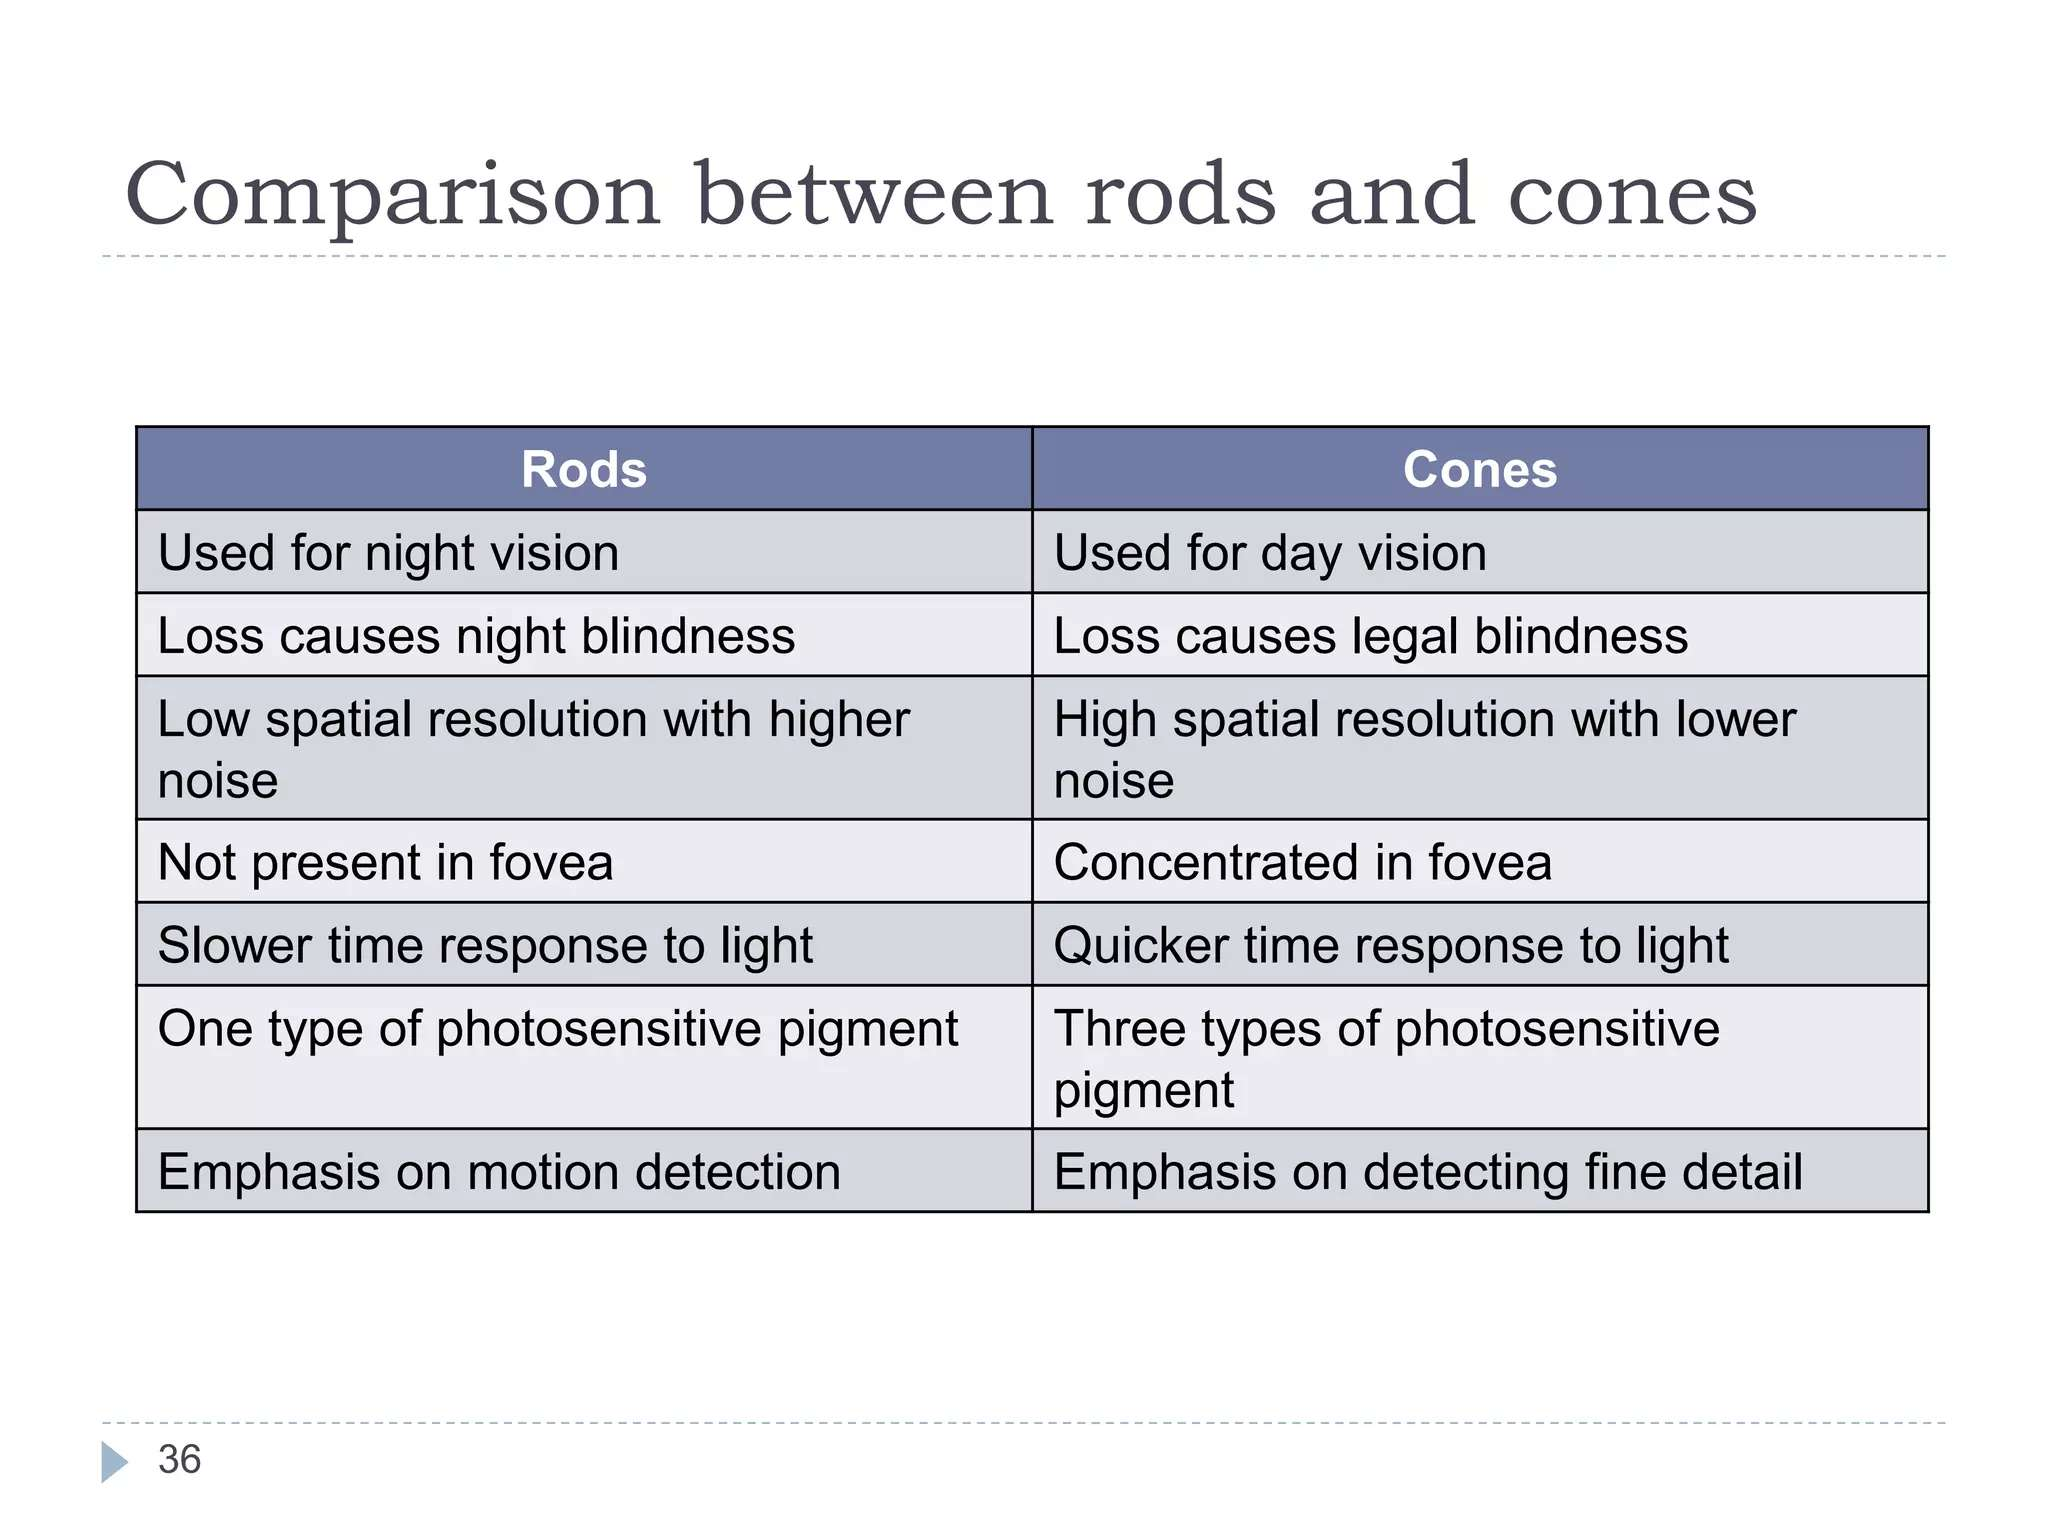 Comparison between rods and cones
Rods
Cones
Used for night vision
Used for day vision
Loss causes night blindness
Loss causes legal blindness
Low spatial resolution with higher
noise
High spatial resolution with lower
noise
Not present in fovea
Concentrated in fovea
Slower time response to light
Quicker time response to light
One type of photosensitive pigment
Three types of photosensitive
pigment
Emphasis on motion detection
Emphasis on detecting fine detail
36